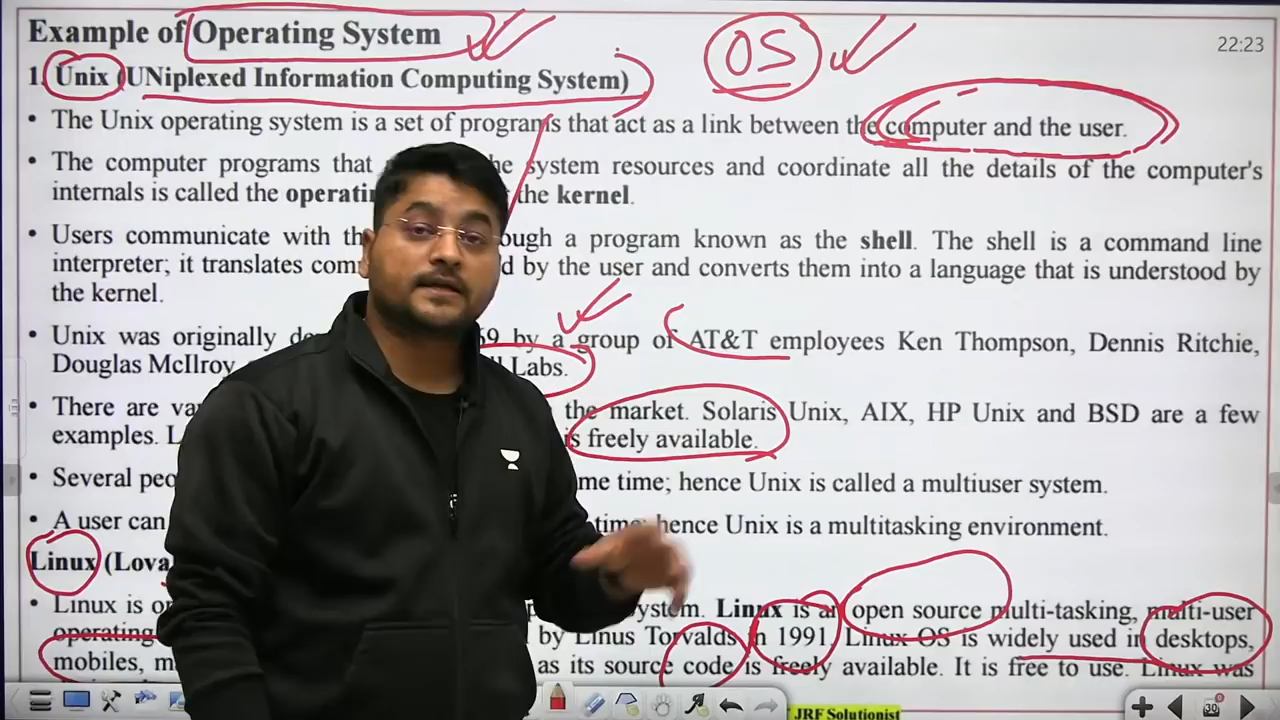 Example of Operating System
OS
22:23
1. Unix (UNiplexed Information Computing System)
• The Unix operating system is a set of programs that act as a link between the computer and the user.
• The computer programs that he system resources and coordinate all the details of the computer's
internals is called the operatin the kernel.
• Users communicate with th ough a program known as the shell. The shell is a command line
interpreter; it translates com d by the user and converts them into a language that is understood by
the kernel.
• Unix was originally de 69 by a group of AT&T employees Ken Thompson, Dennis Ritchie,
Douglas McIlroy Labs.
• There are va the market. Solaris Unix, AIX, HP Unix and BSD are a few
examples. L is freely available.
• Several peo me time; hence Unix is called a multiuser system.
• A user can time; hence Unix is a multitasking environment.
Linux (Lova
• Linux is o ystem. Linux is an open source multi-tasking, multi-user
operating by Linus Torvalds in 1991. Linux OS is widely used in desktops,
mobiles, m as its source code is freely available. It is free to use. Linux was
30
JRF Solutionist